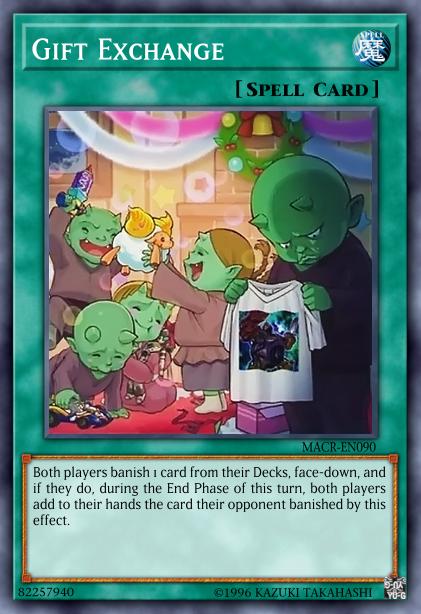 GIFT EXCHANGE
SPELL
魔
[SPELL CARD]
MACR-EN090
Both players banish 1 card from their Decks, face-down, and
if they do, during the End Phase of this turn, both players
add to their hands the card their opponent banished by this
effect.
82257940
©1996 KAZUKI TAKAHASHI